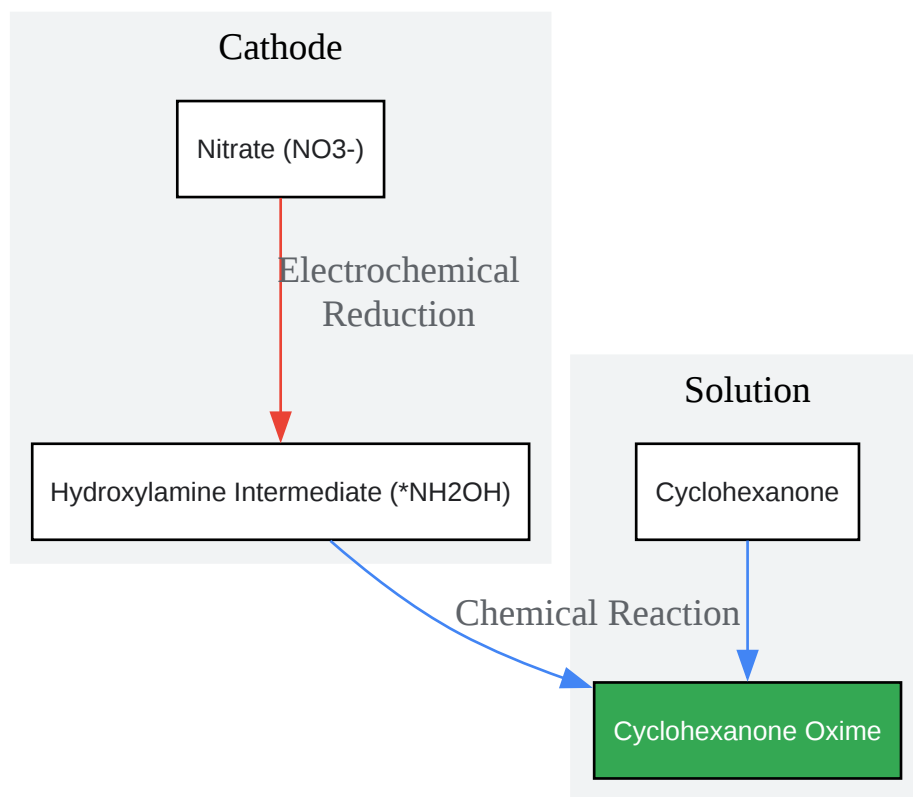 Cathode
Nitrate (NO3-)
Electrochemical
Reduction
Solution
Hydroxylamine Intermediate (*NH2OH)
Cyclohexanone
Chemical Reaction
Cyclohexanone Oxime